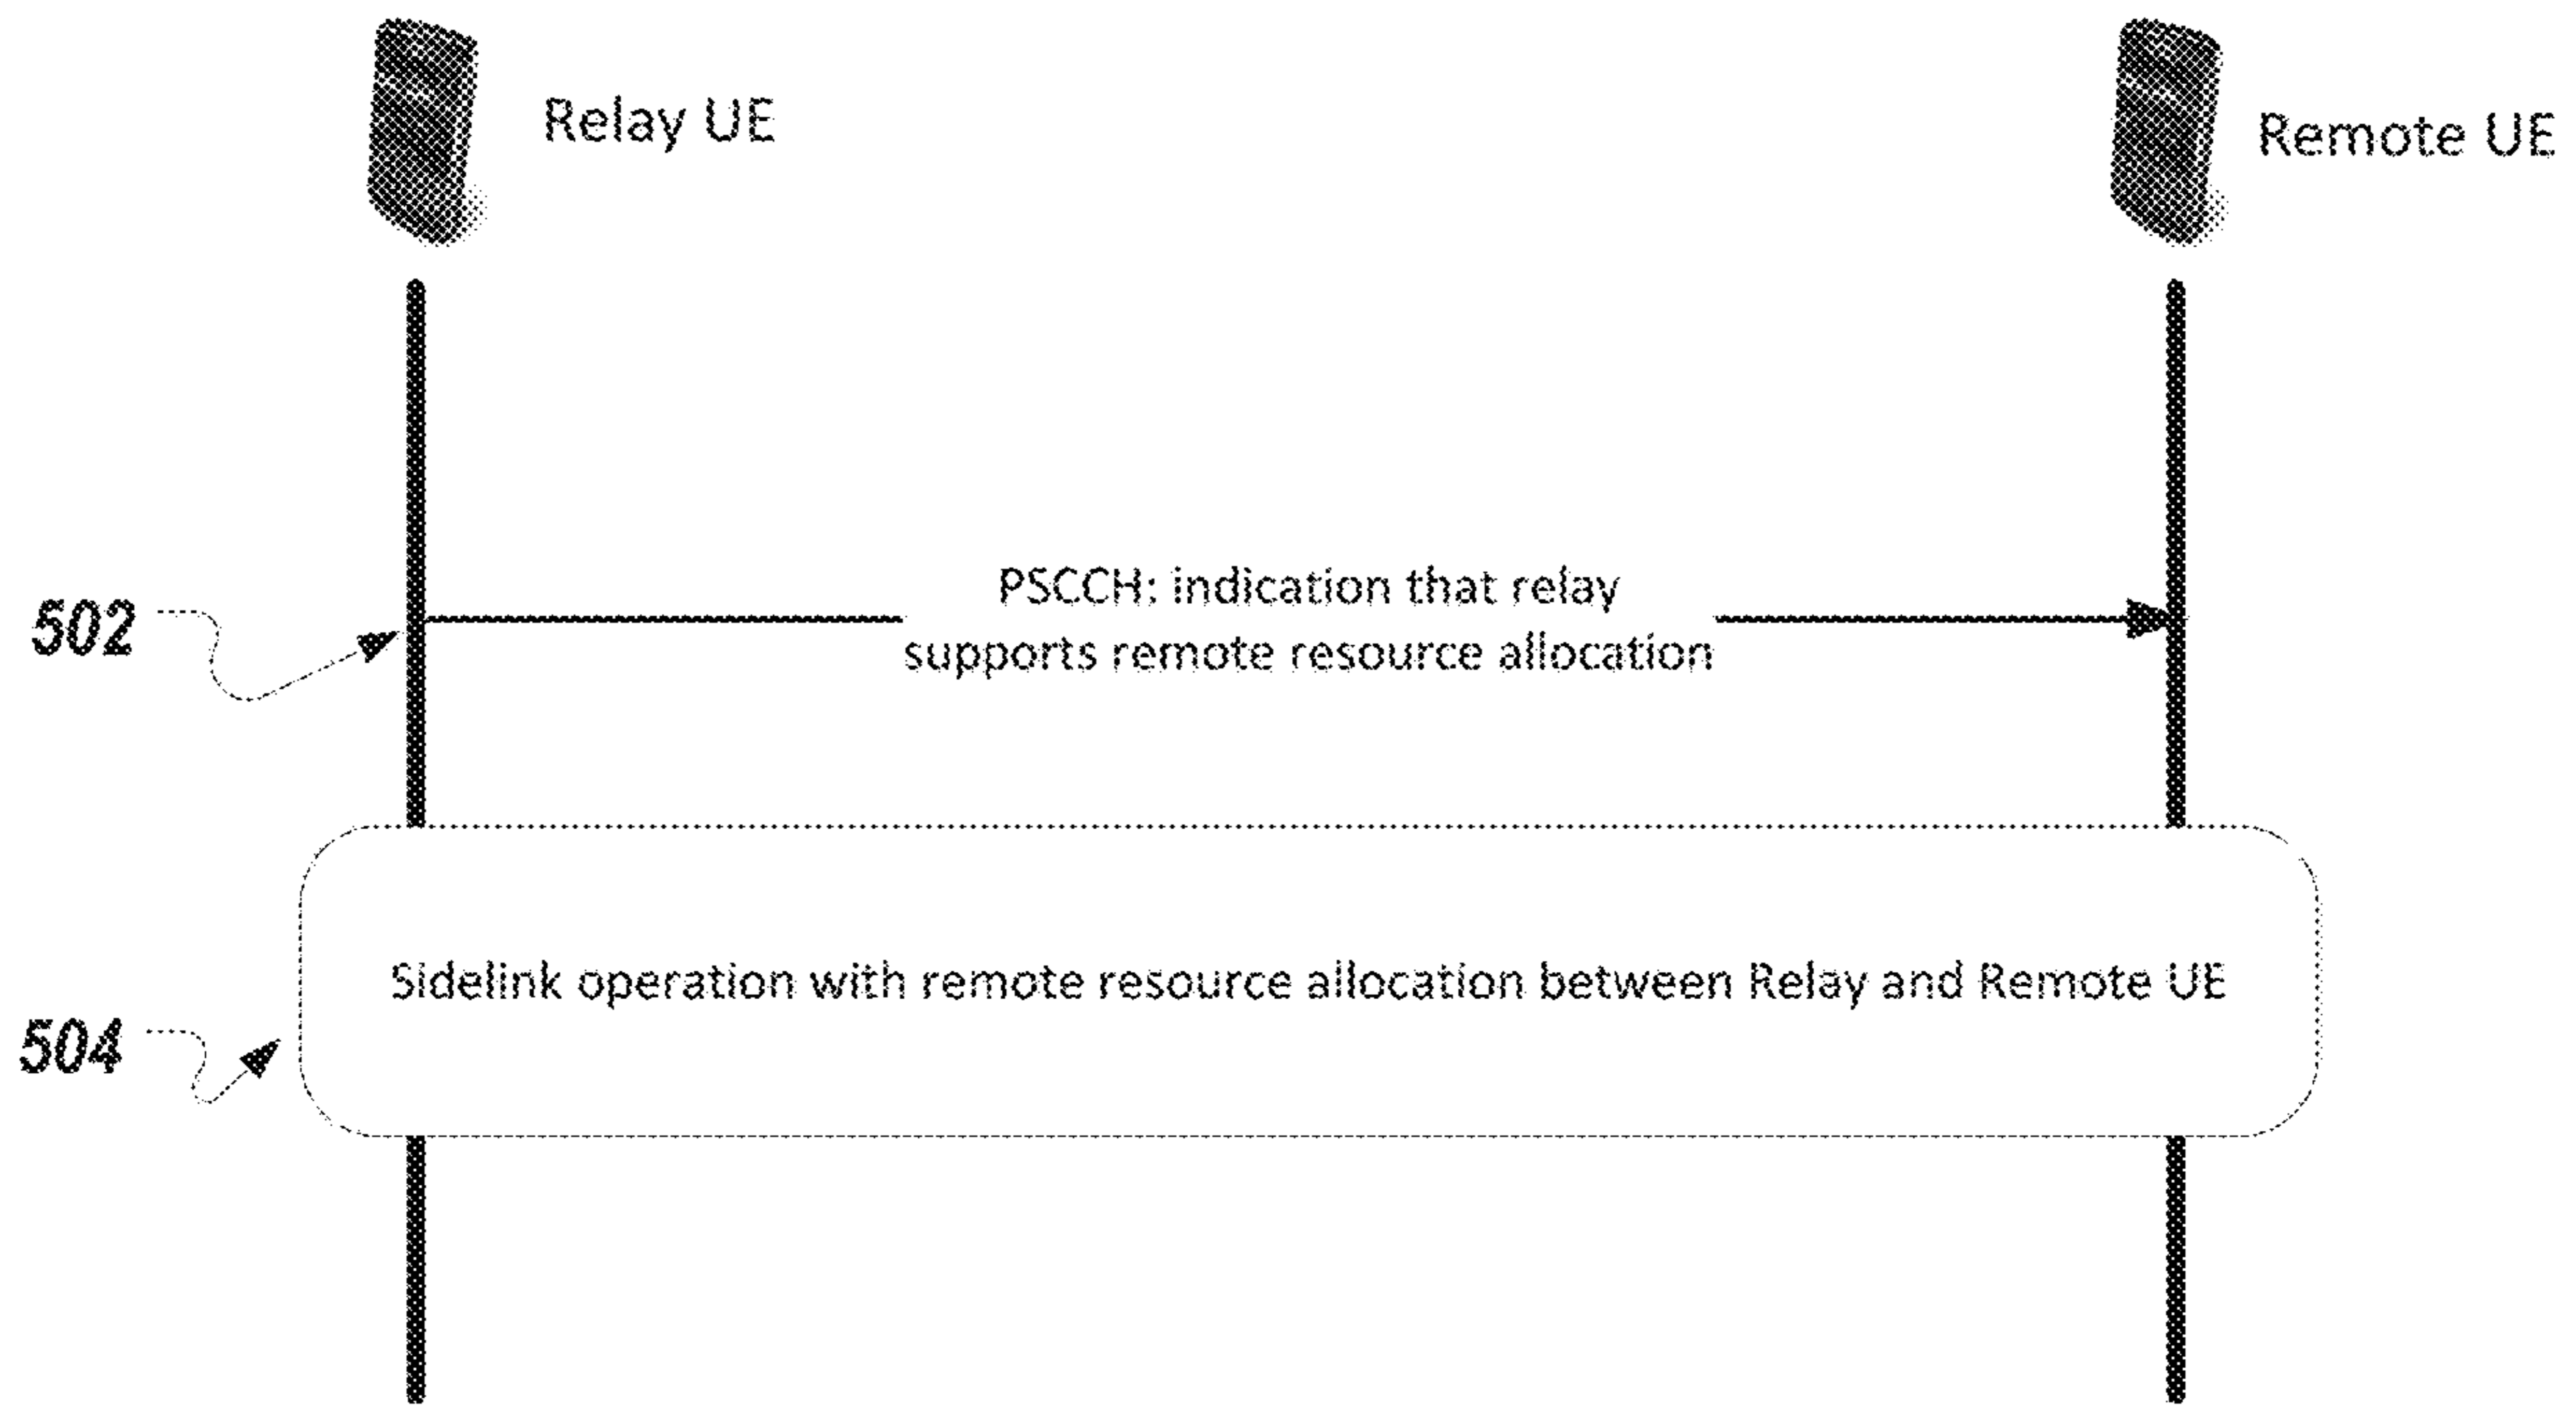 Relay UE
Remote UE
PSCCH: indication that relay
supports remote resource allocation
502
Sidelink operation with remote resource allocation between Relay and Remote UE
504